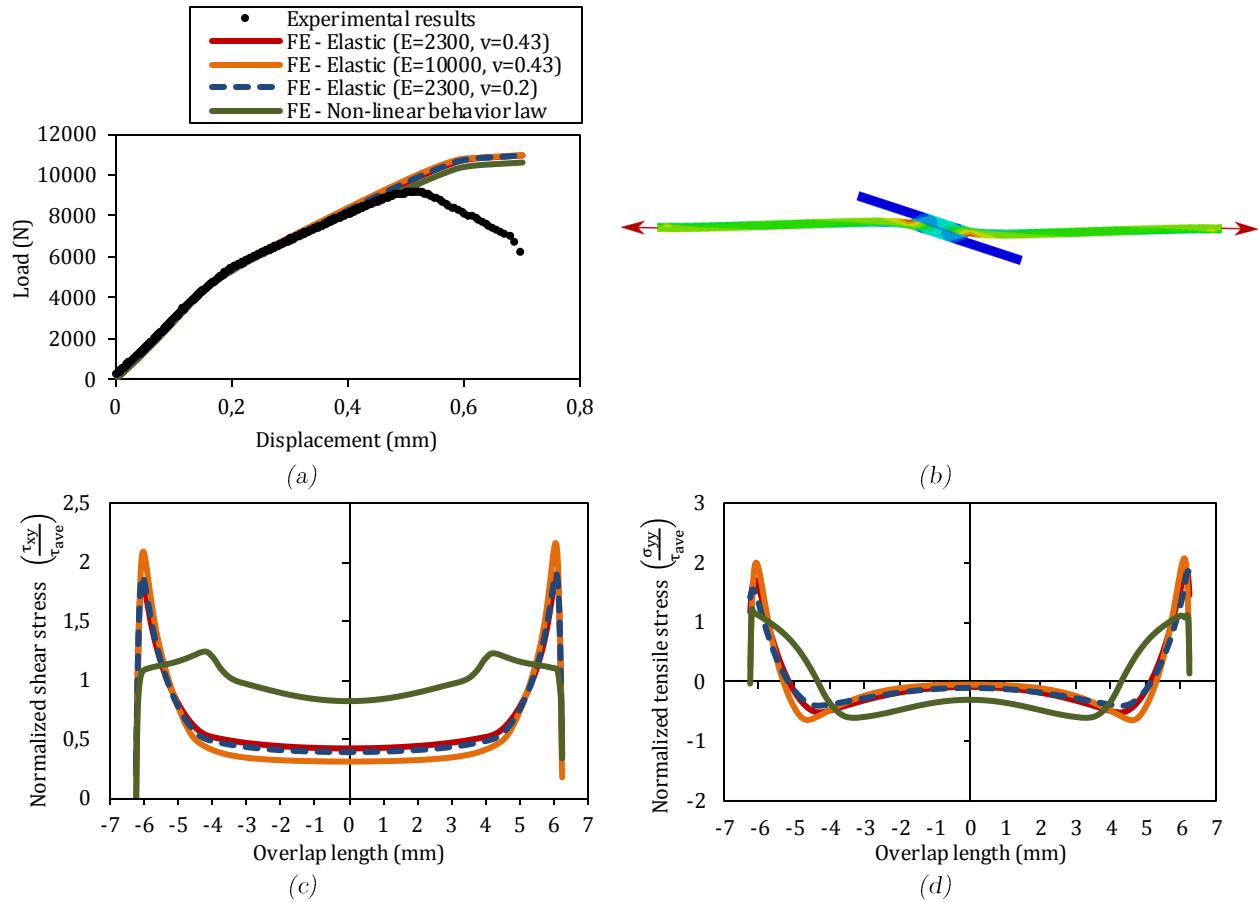 Experimental results
FE - Elastic (E=2300, v=0.43)
FE - Elastic (E=10000, v=0.43)
FE - Elastic (E=2300, v=0.2)
FE - Non-linear behavior law
12000
10000
8000
6000
4000
2000
0
Load (N)
0 0,2 0,4 0,6 0,8
Displacement (mm)
(a)
(b)
2,5
2
1,5
1
0,5
0
Normalized shear stress (τxy/τave)
-7 -6 -5 -4 -3 -2 -1 0 1 2 3 4 5 6 7
Overlap length (mm)
(c)
3
2
1
0
-1
-2
Normalized tensile stress (σyy/τave)
-7 -6 -5 -4 -3 -2 -1 0 1 2 3 4 5 6 7
Overlap length (mm)
(d)